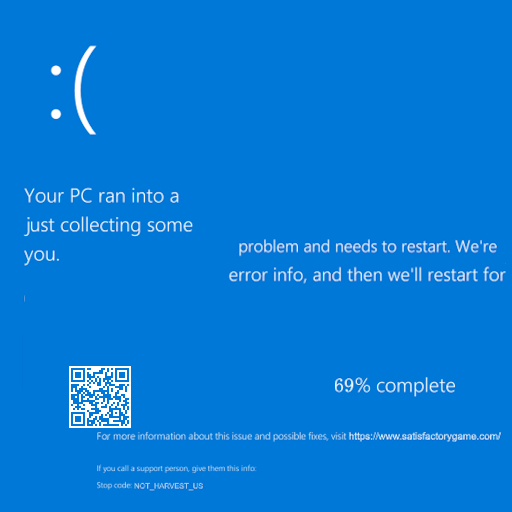 :(
Your PC ran into a
just collecting some
you.
problem and needs to restart. We're
error info, and then we'll restart for
69% complete
For more information about this issue and possible fixes, visit https://www.satisfactorygame.com/
If you call a support person, give them this info:
Stop code: NOT_HARVEST_US